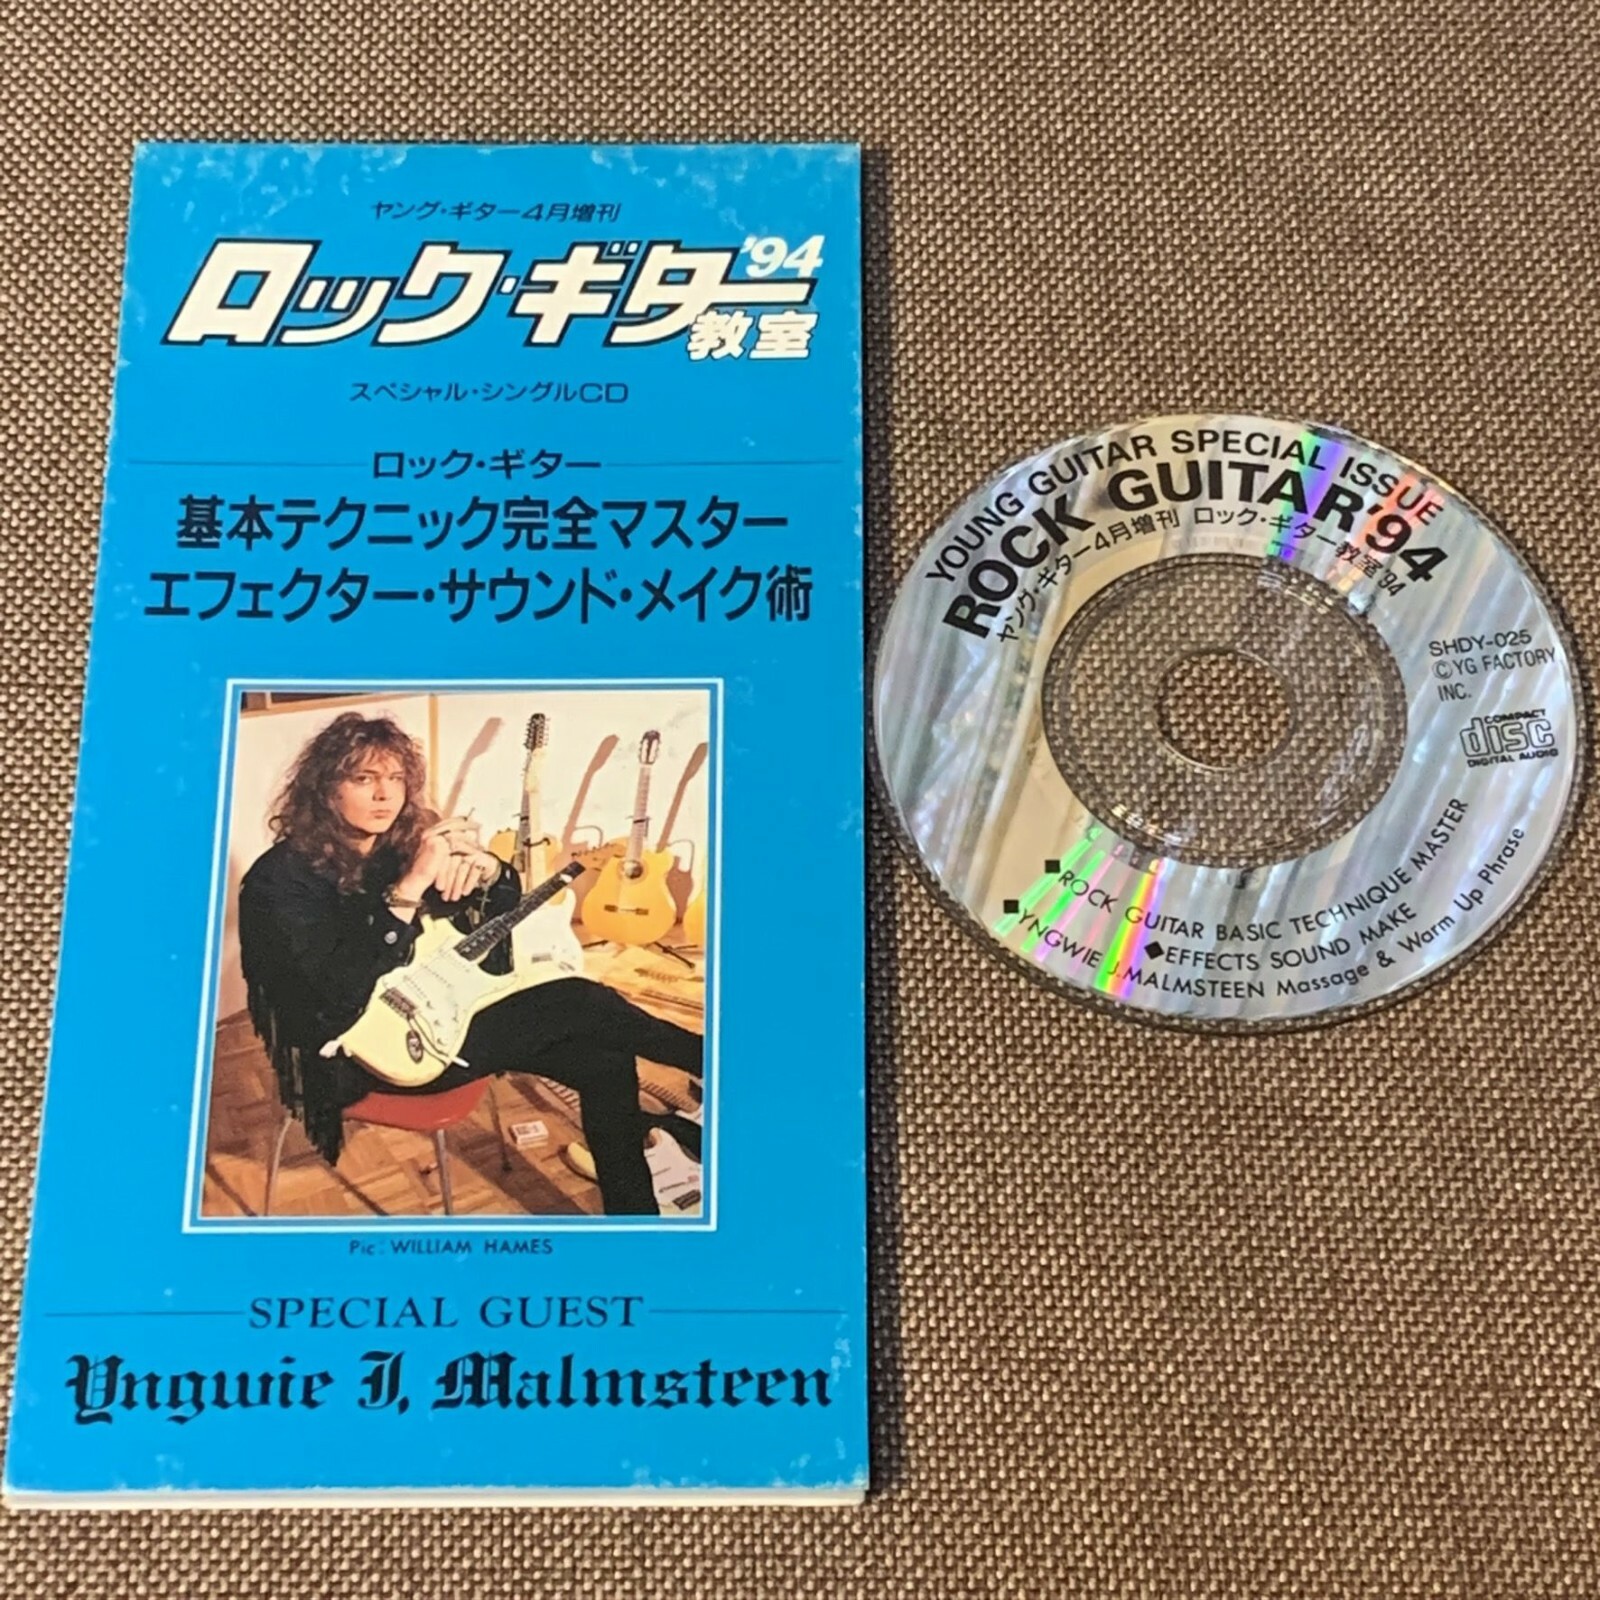 ヤング・ギター4月増刊
ロック・ギター'94
教室
スペシャル・シングルCD
ロック・ギター
基本テクニック完全マスター
エフェクター・サウンド・メイク術
Pic: WILLIAM HAMES
SPECIAL GUEST
Yngwie J. Malmsteen
YOUNG GUITAR SPECIAL ISSUE
ROCK GUITAR'94
ヤング・ギター4月増刊 ロック・ギター教室'94
SHDY-025
©YG FACTORY
INC.
COMPACT
disc
DIGITAL AUDIO
■ROCK GUITAR BASIC TECHNIQUE MASTER
◆EFFECTS SOUND MAKE
■YNGWIE J.MALMSTEEN Massage & Warm Up Phrase